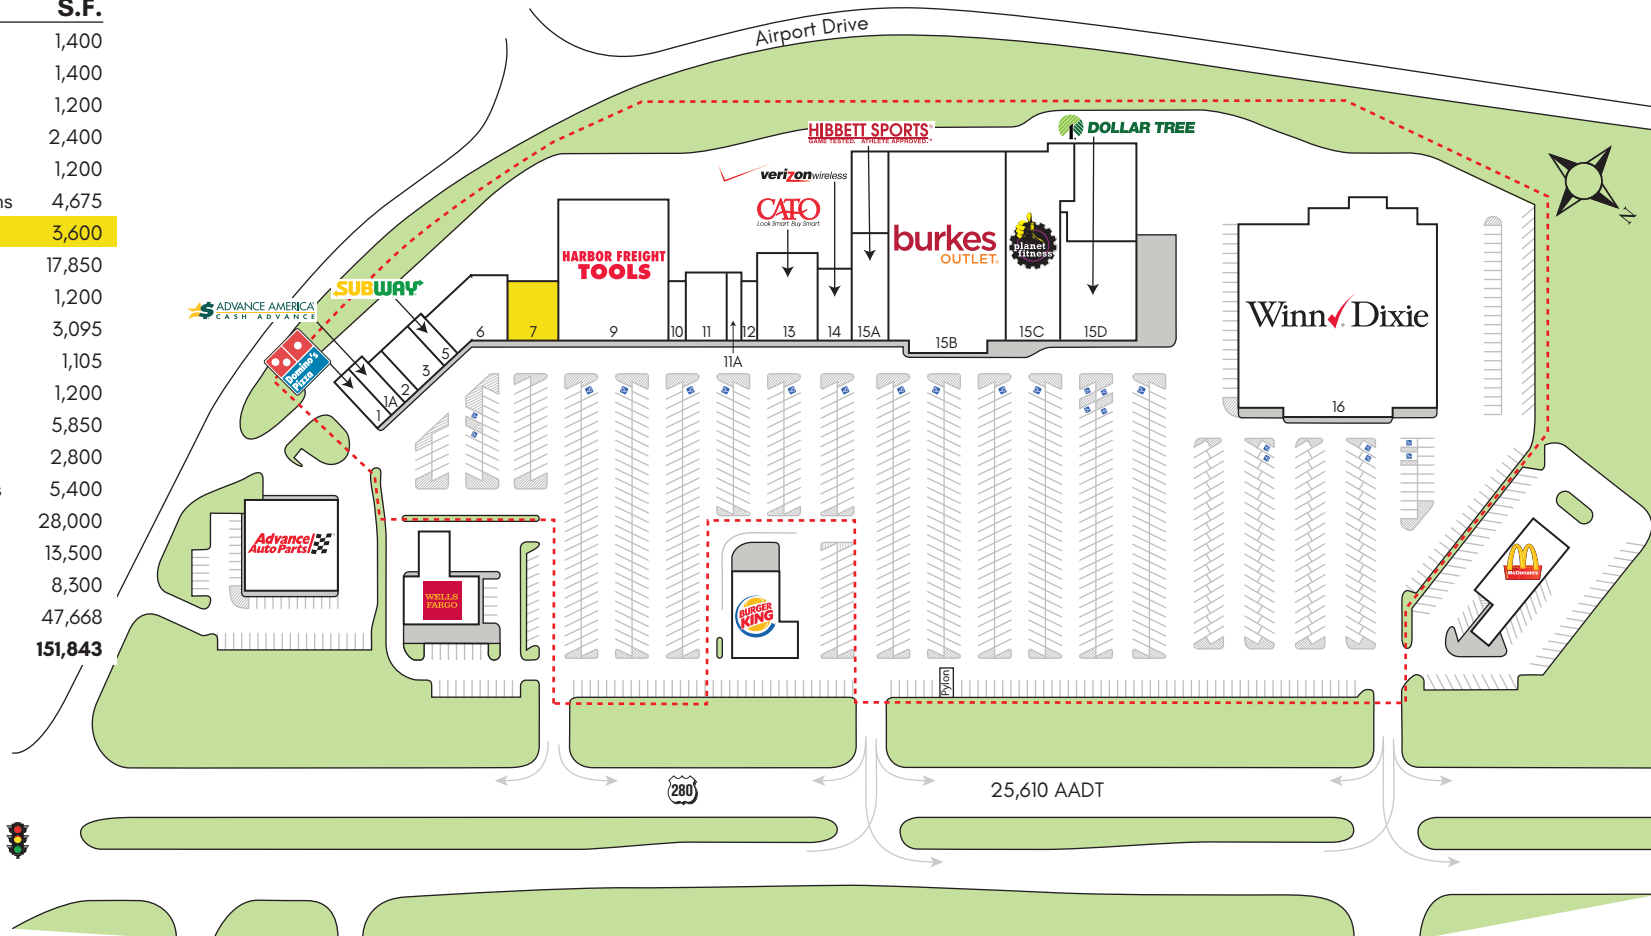 S.F.
1,400
1,400
1,200
2,400
1,200
4,675
3,600
17,850
1,200
3,095
1,105
1,200
5,850
2,800
5,400
28,000
13,500
8,300
47,668
151,843
Airport Drive
HIBBETT SPORTS
GAME TESTED. ATHLETE APPROVED.
DOLLAR TREE
verizonwireless
CATO
Look Smart. Buy Smart.
HARBOR FREIGHT
TOOLS
burkes
OUTLET
planet
fitness
N
SUBWAY
ADVANCE AMERICA
CASH ADVANCE
Domino's
Pizza
Winn Dixie
1
1A
2
3
5
6
7
9
10
11
11A
12
13
14
15A
15B
15C
15D
16
Advance
Auto Parts
WELLS
FARGO
BURGER
KING
McDonald's
Pylon
280
25,610 AADT